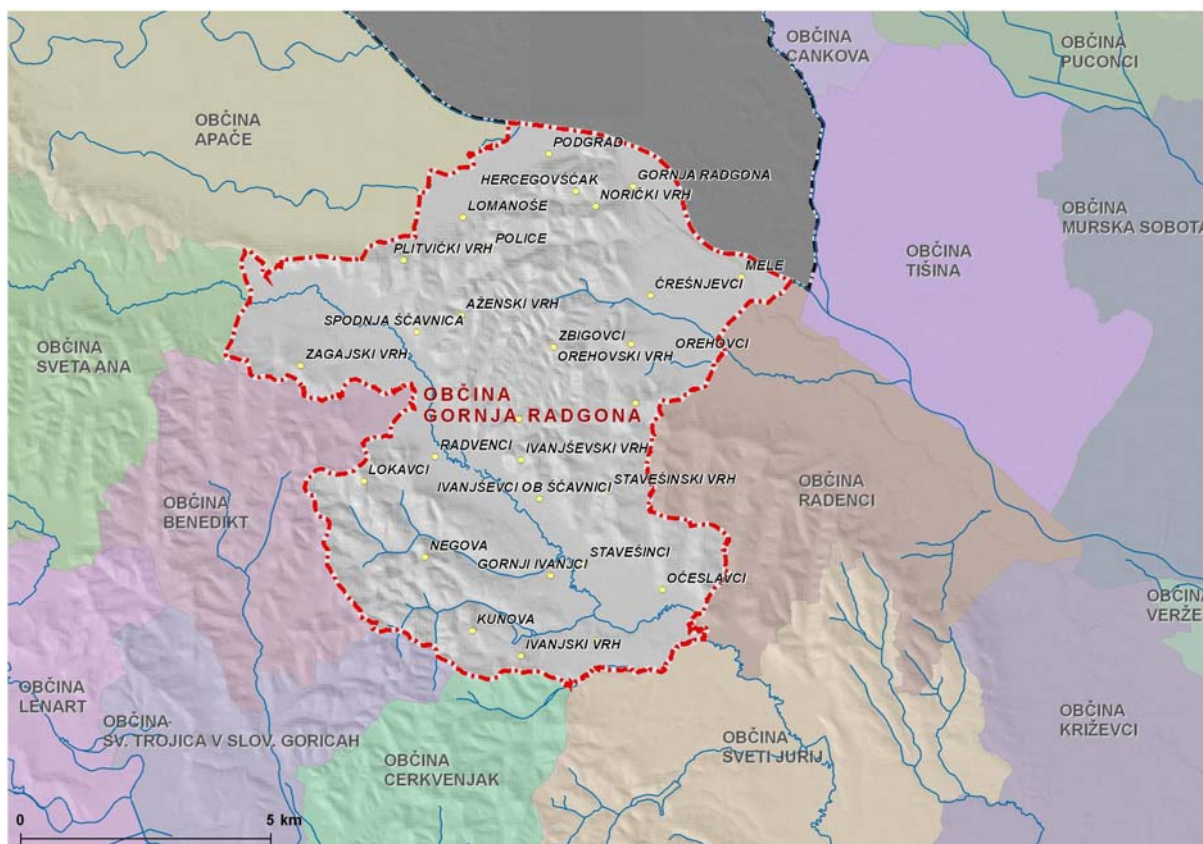 OBČINA
CANKOVA
OBČINA
PUCONCI
OBČINA
APAČE
PODGRAD
HERCEGOVŠČAK
GORNJA RADGONA
NORIČKI VRH
LOMANOŠE
POLICE
PLITVIČKI VRH
OBČINA
MURSKA SOBOTA
OBČINA
TIŠINA
MELE
ČREŠNJEVCI
AŽENSKI VRH
SPODNJA ŠČAVNICA
ZBIGOVCI
OREHOVCI
OREHOVSKI VRH
ZAGAJSKI VRH
OBČINA
SVETA ANA
OBČINA
GORNJA RADGONA
RADVENCI
IVANJŠEVSKI VRH
LOKAVCI
IVANJŠEVCI OB ŠČAVNICI
STAVEŠINSKI VRH
OBČINA
RADENCI
OBČINA
BENEDIKT
NEGOVA
STAVEŠINCI
GORNJI IVANJCI
OČESLAVCI
OBČINA
VERŽE
KUNOVA
IVANJSKI VRH
OBČINA
LENART
OBČINA
SV. TROJICA V SLOV. GORICAH
OBČINA
KRIŽEVCI
OBČINA
SVETI JURIJ
OBČINA
CERKVENJAK
0 5 km